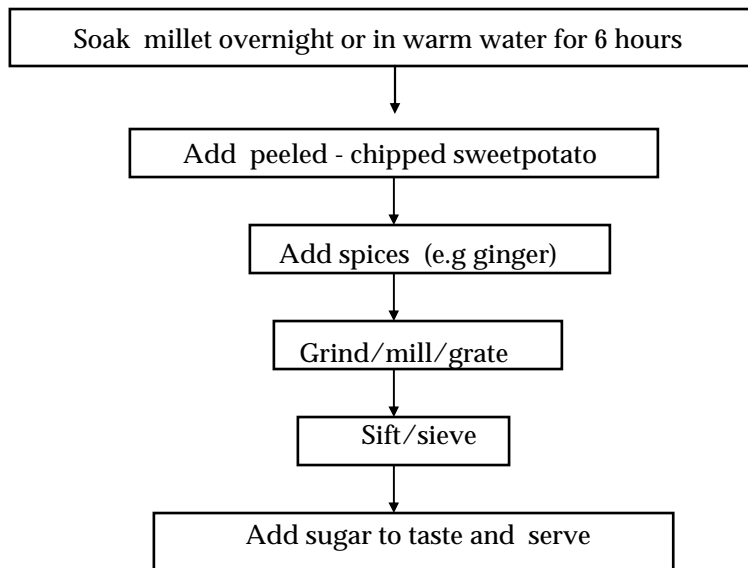 Soak millet overnight or in warm water for 6 hours
Add peeled - chipped sweetpotato
Add spices (e.g ginger)
Grind/mill/grate
Sift/sieve
Add sugar to taste and serve